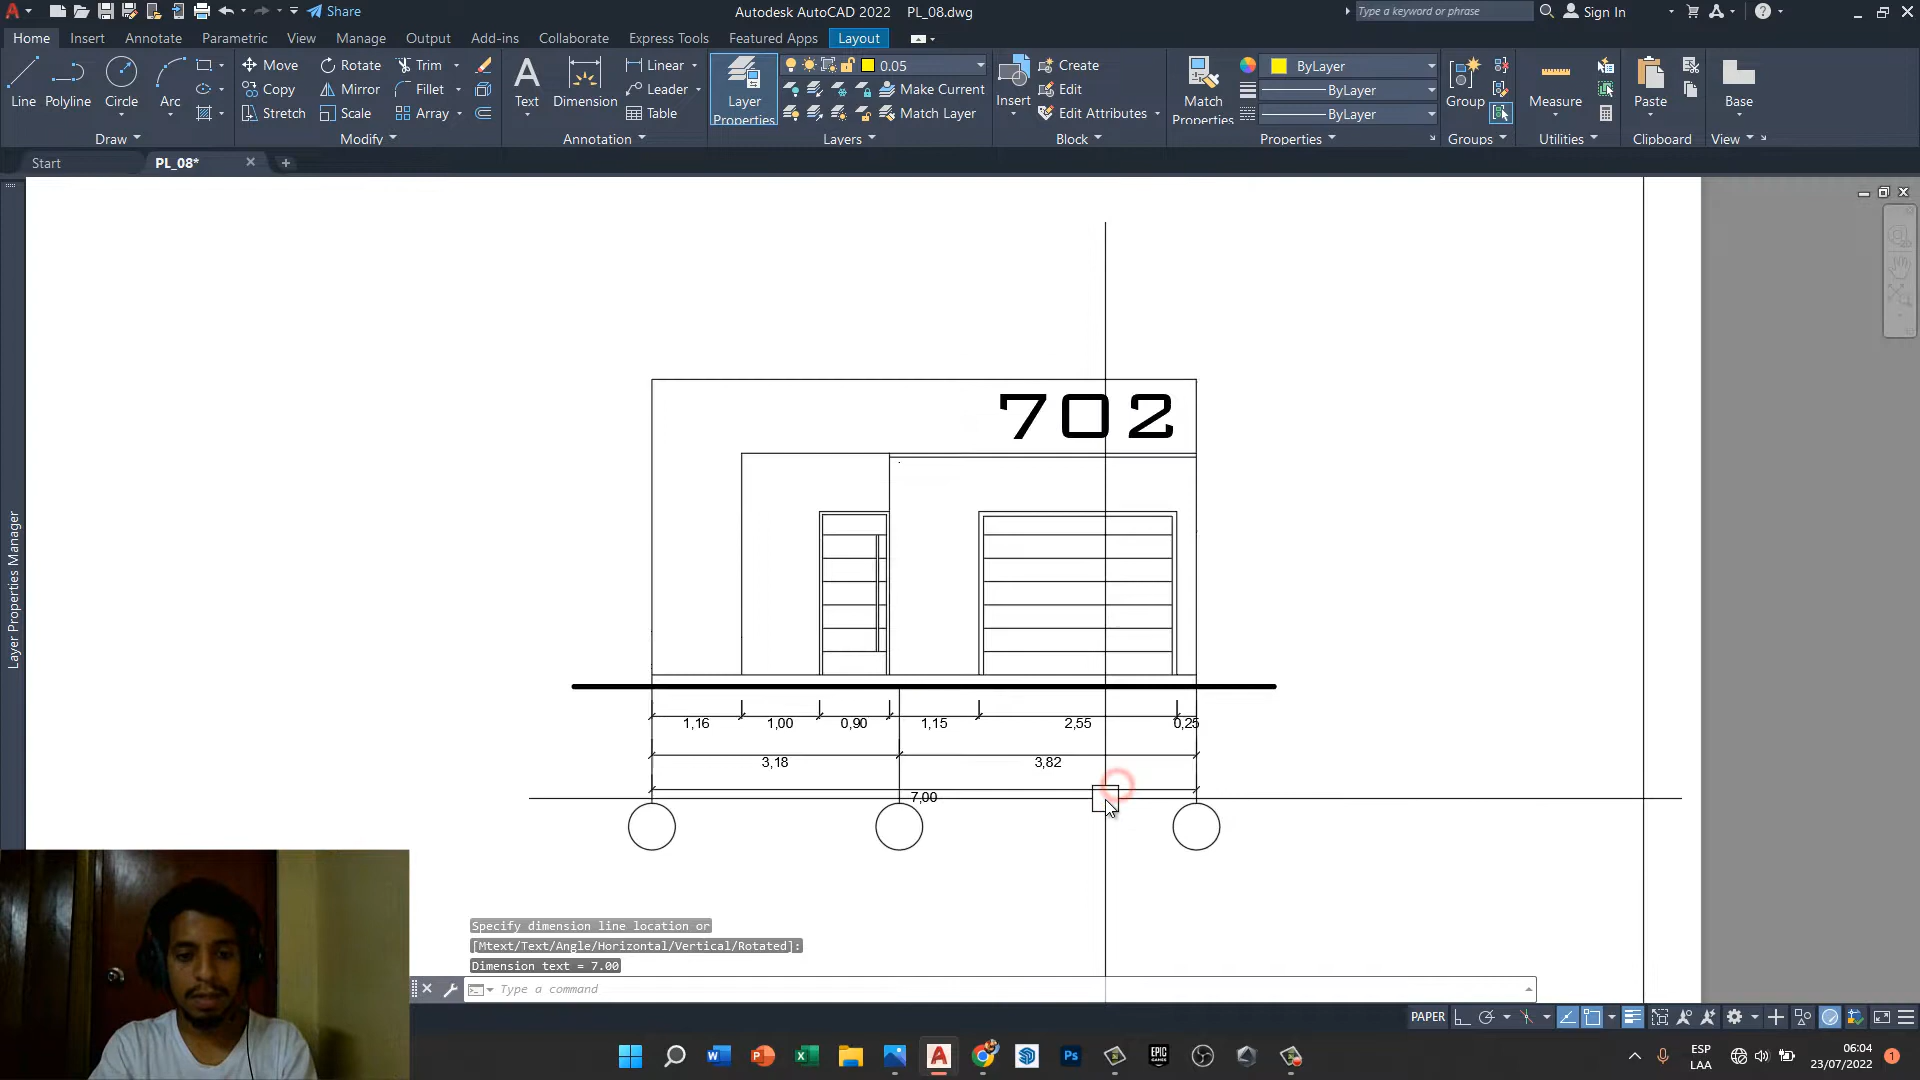 Share
Autodesk AutoCAD 2022 PL_08.dwg
Type a keyword or phrase
Sign In
Home Insert Annotate Parametric View Manage Output Add-ins Collaborate Express Tools Featured Apps Layout
Line Polyline Circle Arc
Move Rotate Trim
Copy Mirror Fillet
Stretch Scale Array
Text Dimension
Linear
Leader
Table
Layer Properties
0.05
Make Current
Match Layer
Insert
Create
Edit
Edit Attributes
Match Properties
ByLayer
ByLayer
ByLayer
Group Measure Paste Base
Draw Modify Annotation Layers Block Properties Groups Utilities Clipboard View
Start PL_08*
Layer Properties Manager
702
1,16 1,00 0,90 1,15 2,55 0,25
3,18 3,82
7,00
Specify dimension line location or
[Mtext/Text/Angle/Horizontal/Vertical/Rotated]:
Dimension text = 7.00
Type a command
PAPER
ESP
LAA
06:04
23/07/2022
1